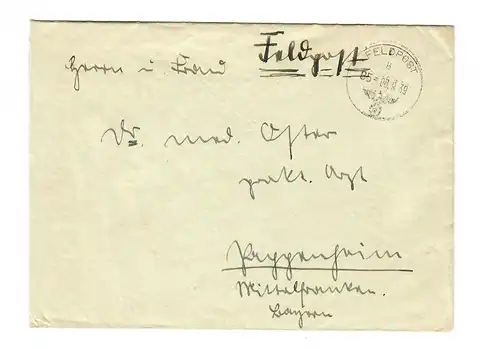 Feldpost
FELDPOST
Herrn u. Frau
Dr. med. Oster
prakt. Arzt
Pappenheim
Mittelfranken.
Bayern